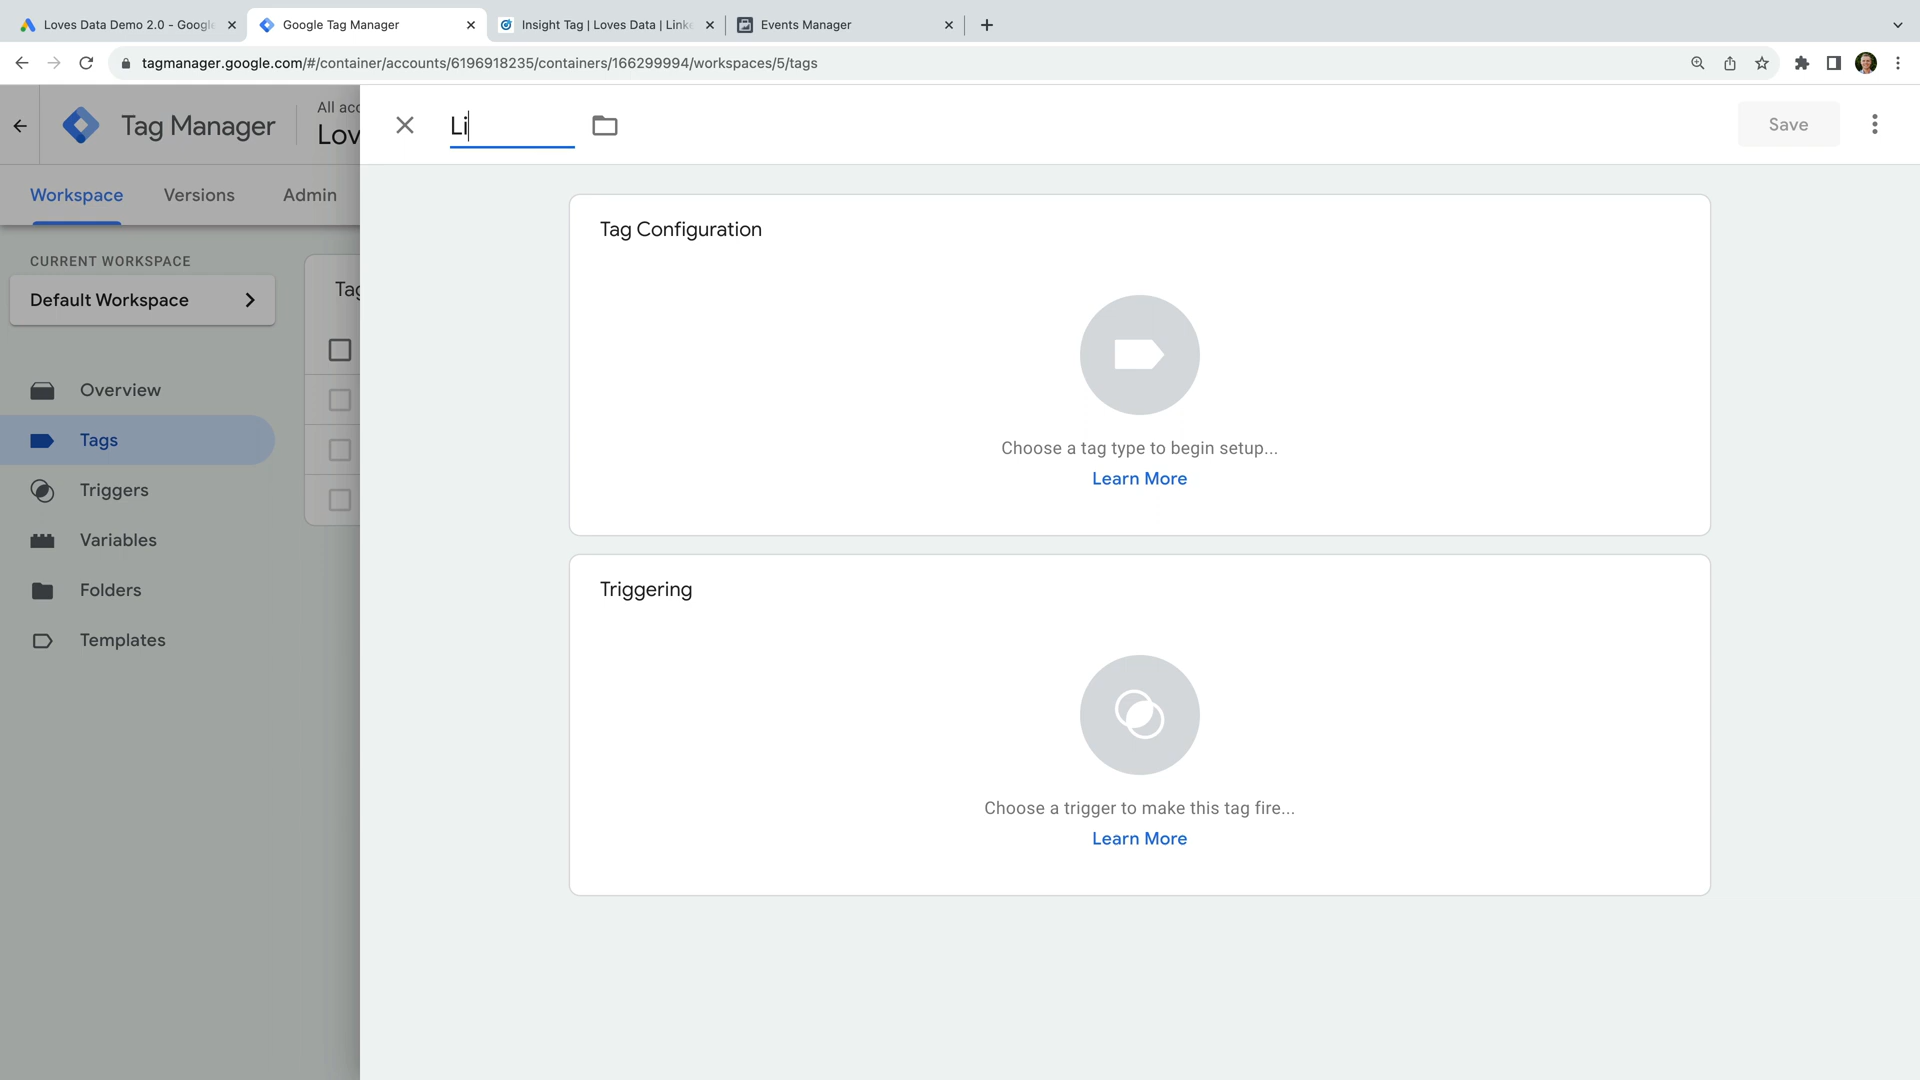 Loves Data Demo 2.0 - Google
Google Tag Manager
Insight Tag | Loves Data | Linke
Events Manager
tagmanager.google.com/#/container/accounts/6196918235/containers/166299994/workspaces/5/tags
Tag Manager
All acc
Lov
Li
Save
Workspace
Versions
Admin
CURRENT WORKSPACE
Default Workspace
Tag
Overview
Tags
Triggers
Variables
Folders
Templates
Tag Configuration
Choose a tag type to begin setup...
Learn More
Triggering
Choose a trigger to make this tag fire...
Learn More